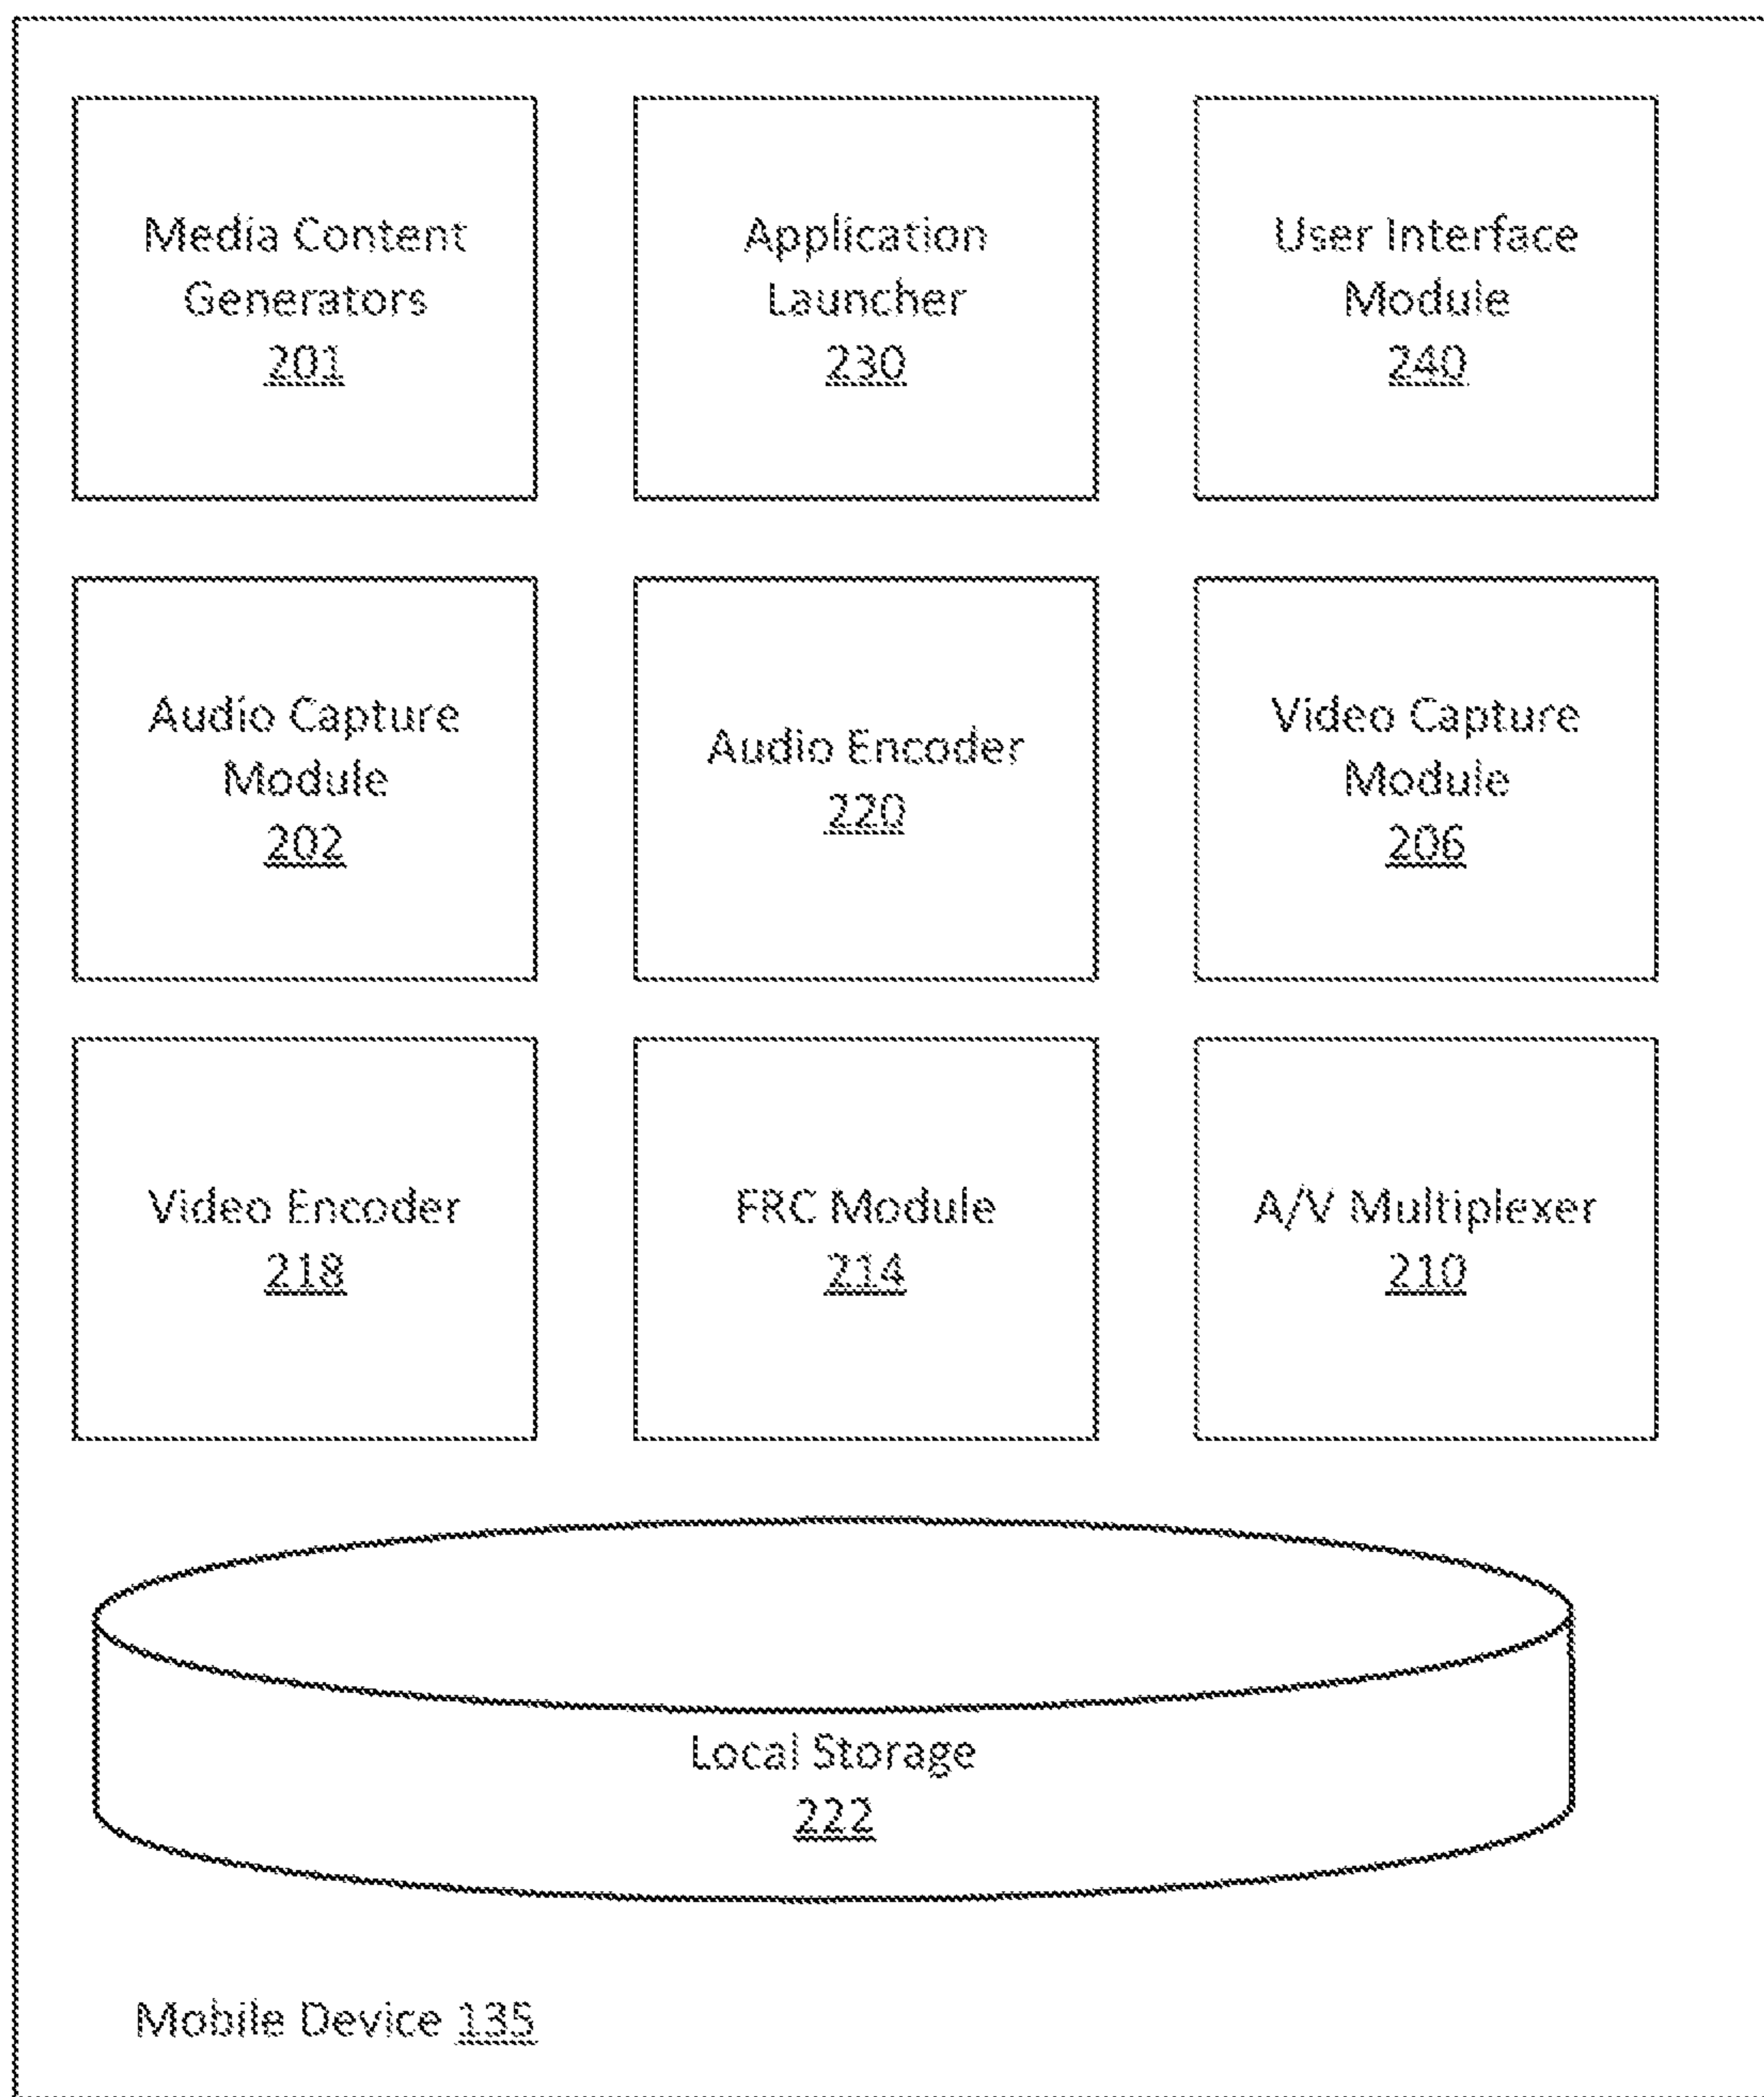 Media Content
Generators
201
Application
Launcher
230
User Interface
Module
240
Audio Capture
Module
202
Audio Encoder
220
Video Capture
Module
206
Video Encoder
218
FRC Module
214
A/V Multiplexer
210
Local Storage
222
Mobile Device 135